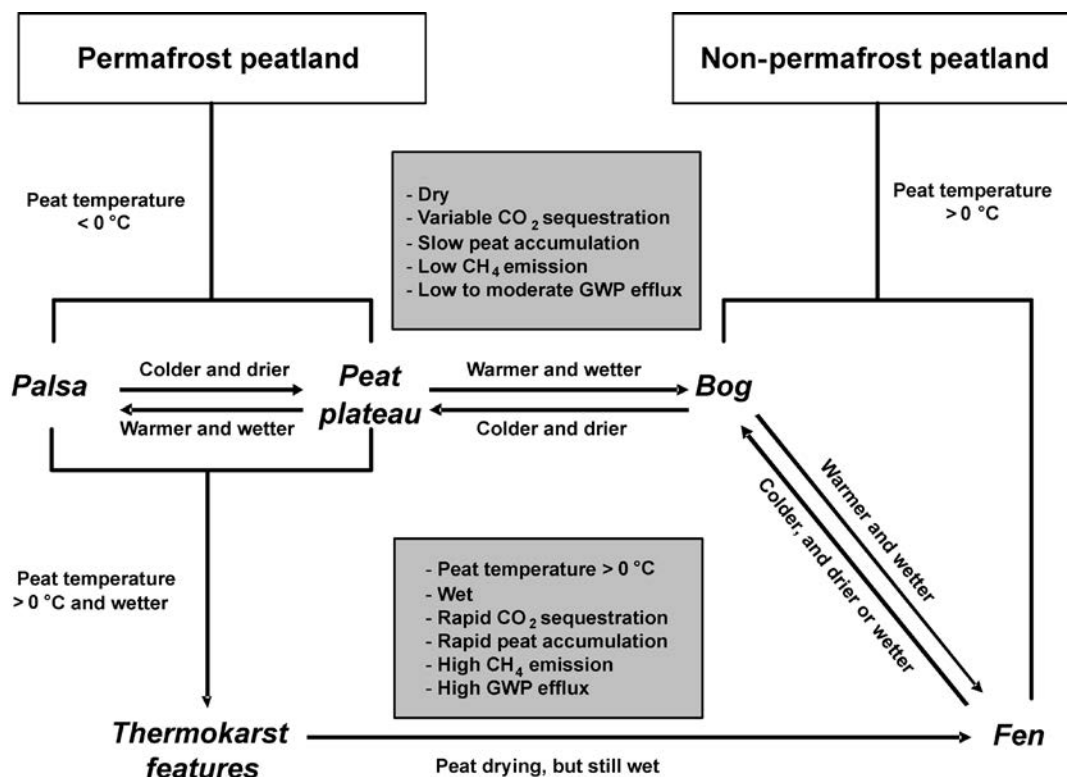 Permafrost peatland
Non-permafrost peatland
Peat temperature
< 0 °C
- Dry
- Variable CO2 sequestration
- Slow peat accumulation
- Low CH4 emission
- Low to moderate GWP efflux
Peat temperature
> 0 °C
Palsa
Colder and drier
Warmer and wetter
Peat
plateau
Warmer and wetter
Colder and drier
Bog
Warmer and wetter
Colder, and drier or wetter
Peat temperature
> 0 °C and wetter
- Peat temperature > 0 °C
- Wet
- Rapid CO2 sequestration
- Rapid peat accumulation
- High CH4 emission
- High GWP efflux
Thermokarst
features
Peat drying, but still wet
Fen